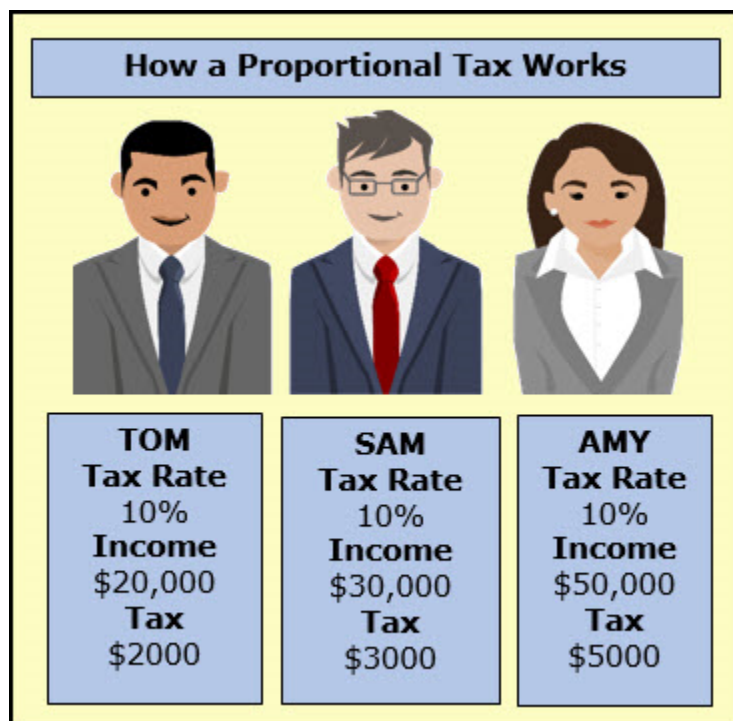 How a Proportional Tax Works
TOM
Tax Rate
10%
Income
$20,000
Tax
$2000
SAM
Tax Rate
10%
Income
$30,000
Tax
$3000
AMY
Tax Rate
10%
Income
$50,000
Tax
$5000